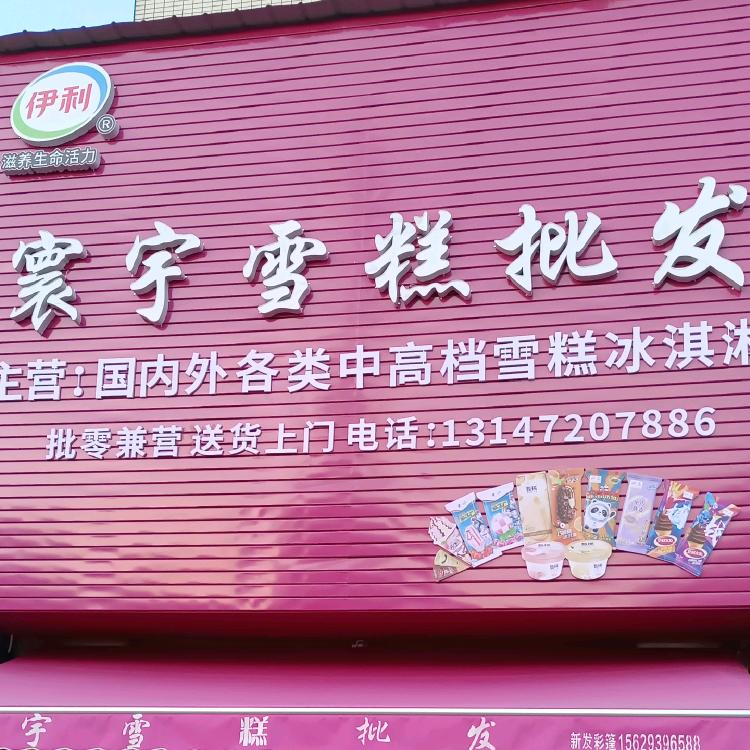 伊利
®
滋养生命活力
寰宇雪糕批发
主营:国内外各类中高档雪糕冰淇淋
批零兼营 送货上门 电话:13147207886
宇雪糕批发
新发彩篷15629396588